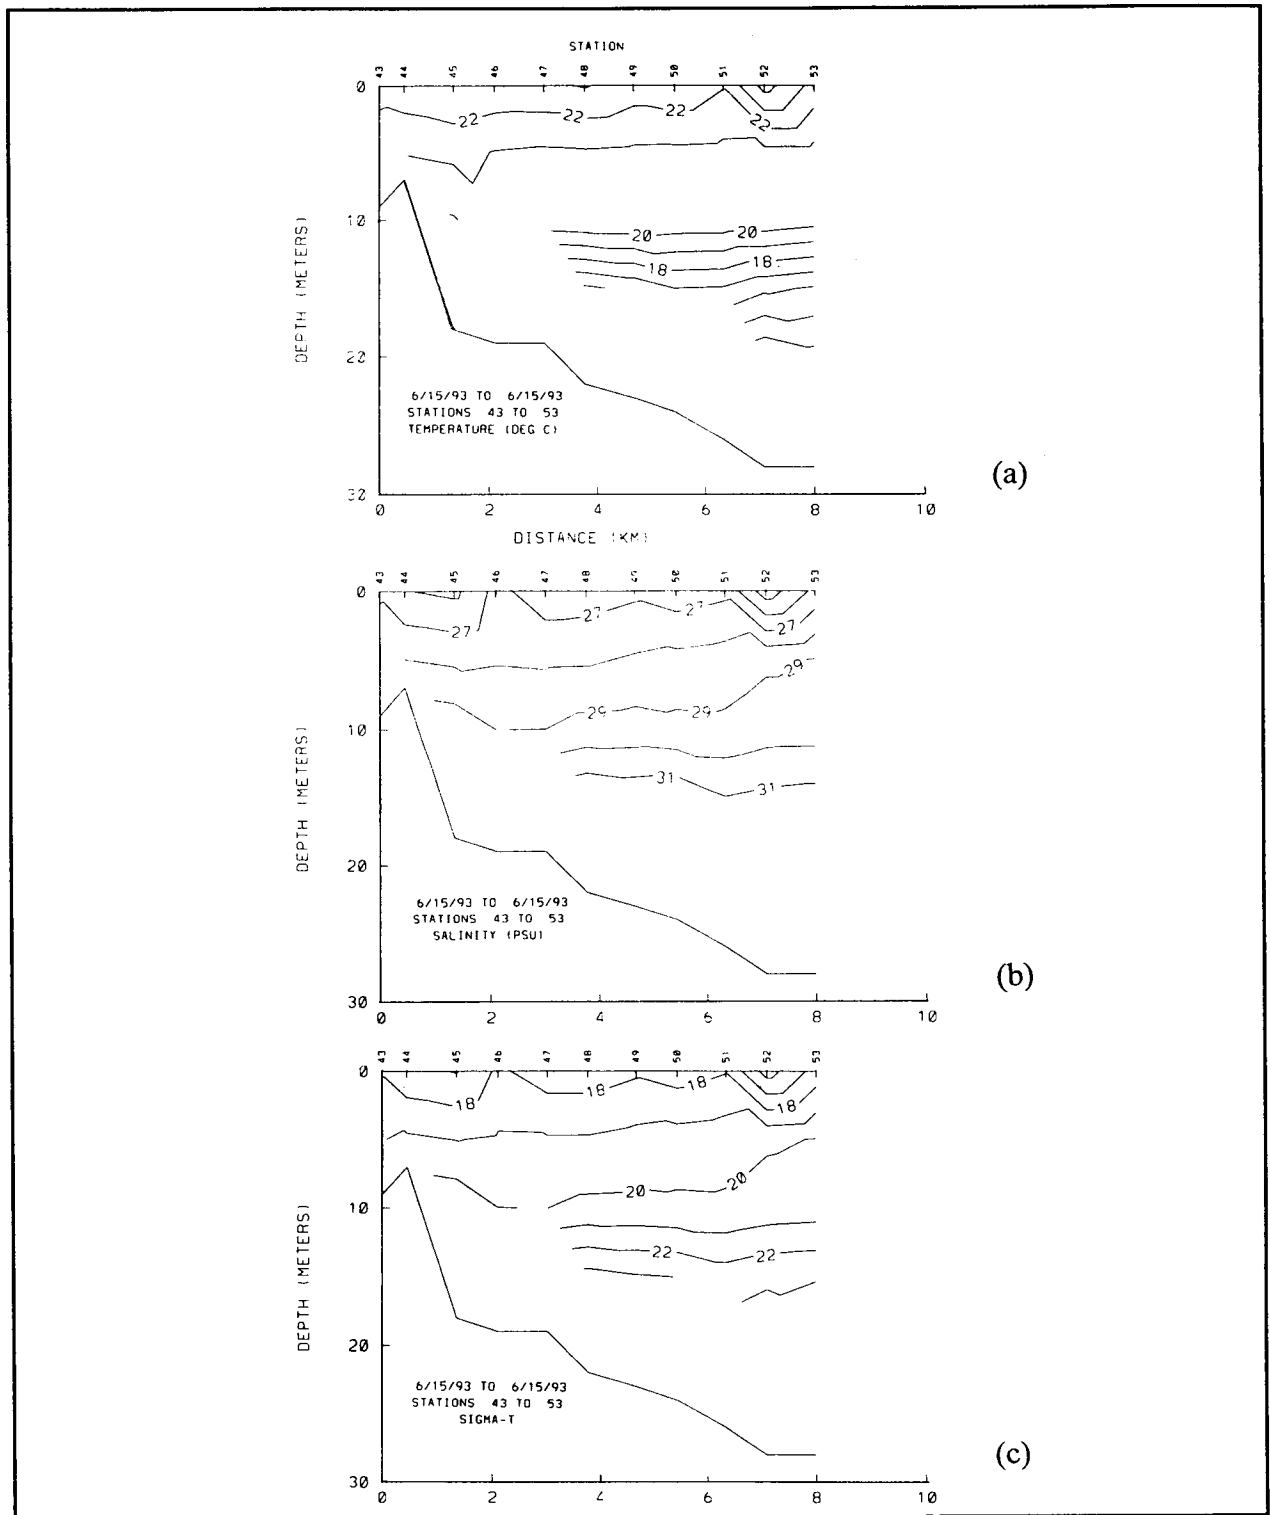 STATION
43 44 45 46 47 48 49 50 51 52 53
0
22 22 22 22
10
20 20
18 18
20
6/15/93 TO 6/15/93
STATIONS 43 TO 53
TEMPERATURE (DEG C)
30
DEPTH (METERS)
0 2 4 6 8 10
DISTANCE (KM)
(a)
43 44 45 46 47 48 49 50 51 52 53
0
27 27 27 27
29 29 29
10
31 31
20
6/15/93 TO 6/15/93
STATIONS 43 TO 53
SALINITY (PSU)
30
DEPTH (METERS)
0 2 4 6 8 10
(b)
43 44 45 46 47 48 49 50 51 52 53
0
18 18 18 18
20 20
10
22 22
20
6/15/93 TO 6/15/93
STATIONS 43 TO 53
SIGMA-T
30
DEPTH (METERS)
0 2 4 6 8 10
(c)